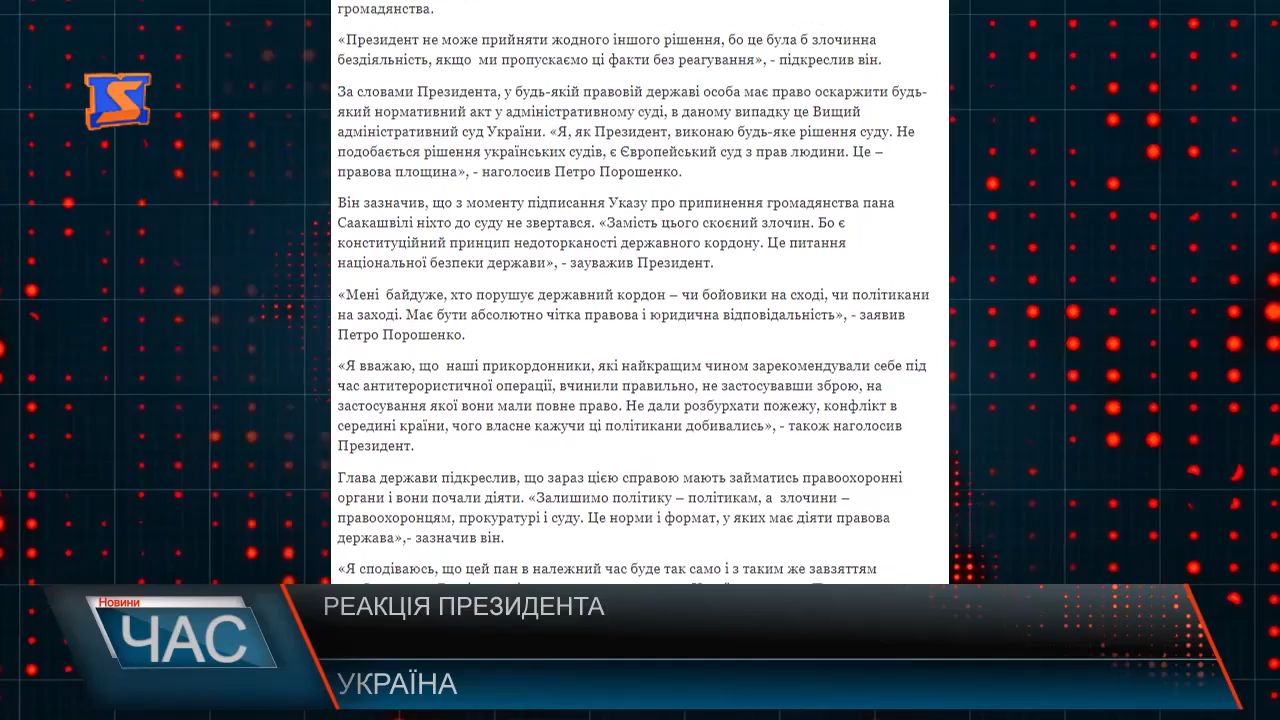 громадянства.
«Президент не може прийняти жодного іншого рішення, бо це була б злочинна
бездіяльність, якщо ми пропускаємо ці факти без реагування», - підкреслив він.
За словами Президента, у будь-якій правовій державі особа має право оскаржити будь-
який нормативний акт у адміністративному суді, в даному випадку це Вищий
адміністративний суд України. «Я, як Президент, виконаю будь-яке рішення суду. Не
подобається рішення українських судів, є Європейський суд з прав людини. Це –
правова площина», - наголосив Петро Порошенко.
Він зазначив, що з моменту підписання Указу про припинення громадянства пана
Саакашвілі ніхто до суду не звертався. «Замість цього скоєний злочин. Бо є
конституційний принцип недоторканості державного кордону. Це питання
національної безпеки держави», - зауважив Президент.
«Мені байдуже, хто порушує державний кордон – чи бойовики на сході, чи політикани
на заході. Має бути абсолютно чітка правова і юридична відповідальність», - заявив
Петро Порошенко.
«Я вважаю, що наші прикордонники, які найкращим чином зарекомендували себе під
час антитерористичної операції, вчинили правильно, не застосувавши зброю, на
застосування якої вони мали повне право. Не дали розбурхати пожежу, конфлікт в
середині країни, чого власне кажучи ці політикани добивались», - також наголосив
Президент.
Глава держави підкреслив, що зараз цією справою мають займатись правоохоронні
органи і вони почали діяти. «Залишимо політику – політикам, а злочини –
правоохоронцям, прокуратурі і суду. Це норми і формат, у яких має діяти правова
держава»,- зазначив він.
«Я сподіваюсь, що цей пан в належний час буде так само і з таким же завзяттям
Новини
ЧАС
РЕАКЦІЯ ПРЕЗИДЕНТА
УКРАЇНА